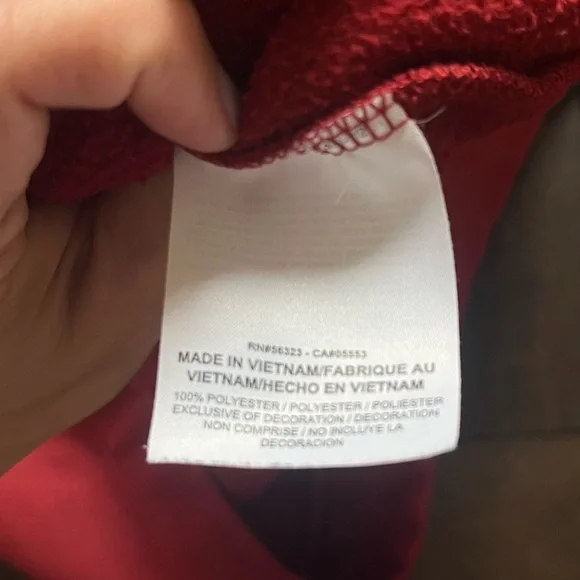 RN#56323 - CA#05553
MADE IN VIETNAM/FABRIQUE AU
VIETNAM/HECHO EN VIETNAM
100% POLYESTER / POLYESTER / POLIESTER
EXCLUSIVE OF DECORATION / DECORATION
NON COMPRISE / NO INCLUYE LA
DECORACION